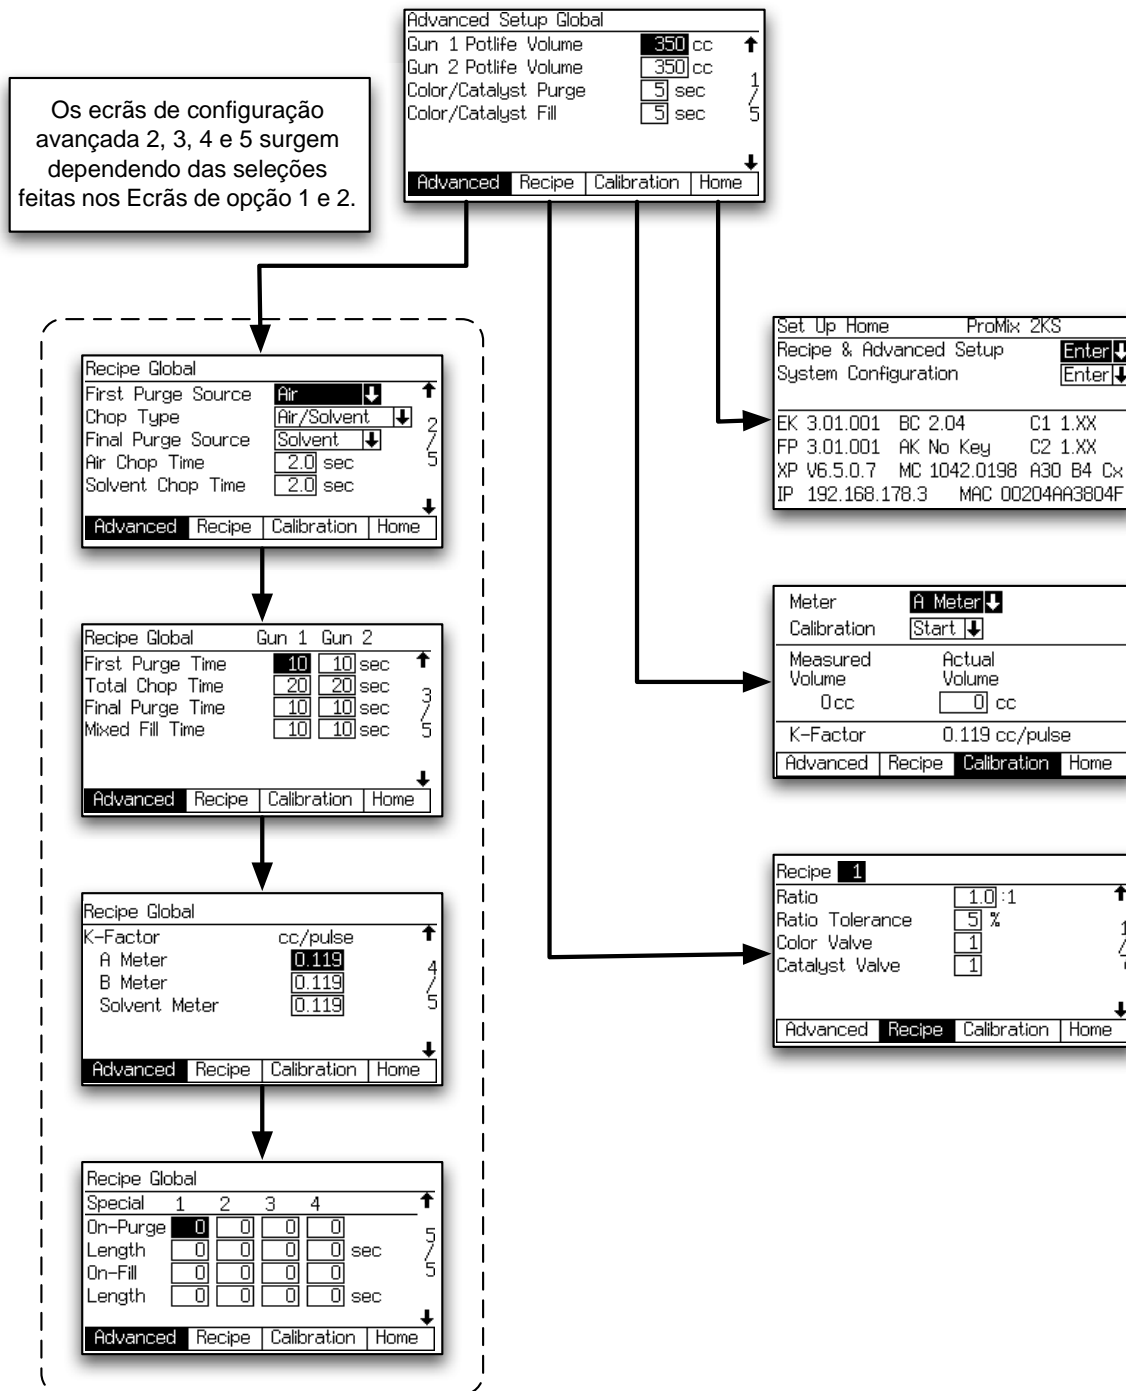 Advanced Setup Global
Gun 1 Potlife Volume 350 cc
Gun 2 Potlife Volume 350 cc
Color/Catalyst Purge 5 sec
Color/Catalyst Fill 5 sec
1/5
Advanced Recipe Calibration Home
Os ecrãs de configuração
avançada 2, 3, 4 e 5 surgem
dependendo das seleções
feitas nos Ecrãs de opção 1 e 2.
Recipe Global
First Purge Source Air
Chop Type Air/Solvent
Final Purge Source Solvent
Air Chop Time 2.0 sec
Solvent Chop Time 2.0 sec
2/5
Advanced Recipe Calibration Home
Recipe Global Gun 1 Gun 2
First Purge Time 10 10 sec
Total Chop Time 20 20 sec
Final Purge Time 10 10 sec
Mixed Fill Time 10 10 sec
3/5
Advanced Recipe Calibration Home
Recipe Global
K-Factor cc/pulse
A Meter 0.119
B Meter 0.119
Solvent Meter 0.119
4/5
Advanced Recipe Calibration Home
Recipe Global
Special 1 2 3 4
On-Purge 0 0 0 0
Length 0 0 0 0 sec
On-Fill 0 0 0 0
Length 0 0 0 0 sec
5/5
Advanced Recipe Calibration Home
Set Up Home ProMix 2KS
Recipe & Advanced Setup Enter
System Configuration Enter
EK 3.01.001 BC 2.04 C1 1.XX
FP 3.01.001 AK No Key C2 1.XX
XP V6.5.0.7 MC 1042.0198 A30 B4 Cx
IP 192.168.178.3 MAC 00204AA3804F
Meter A Meter
Calibration Start
Measured Actual
Volume Volume
0 cc 0 cc
K-Factor 0.119 cc/pulse
Advanced Recipe Calibration Home
Recipe 1
Ratio 1.0 :1
Ratio Tolerance 5 %
Color Valve 1
Catalyst Valve 1
1/
Advanced Recipe Calibration Home